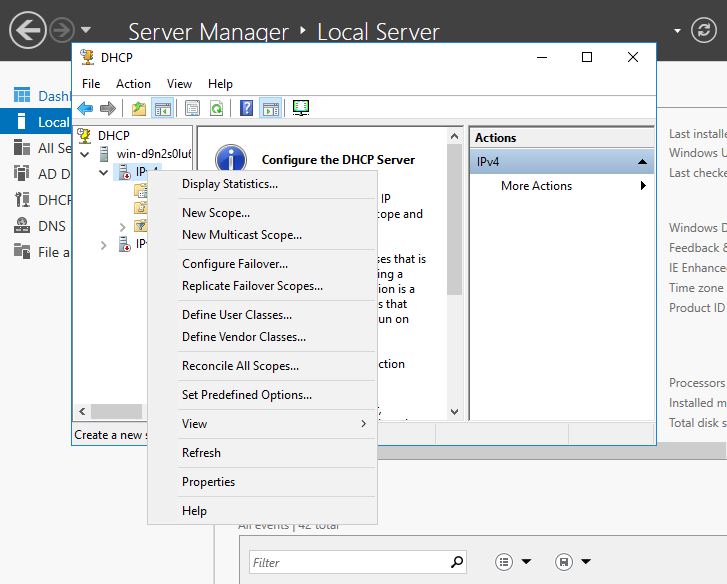 Server Manager ‣ Local Server
DHCP
File Action View Help
Dash
Local
All Se
AD D
DHCP
DNS
File a
DHCP
win-d9n2s0lu6
IPv4
Configure the DHCP Server
IP
cope and
ses that is
ing a
ion is a
s that
un on
ction
Display Statistics...
New Scope...
New Multicast Scope...
Configure Failover...
Replicate Failover Scopes...
Define User Classes...
Define Vendor Classes...
Reconcile All Scopes...
Set Predefined Options...
View
Refresh
Properties
Help
Actions
IPv4
More Actions
Create a new s
Last installe
Windows U
Last checke
Windows D
Feedback &
IE Enhance
Time zone
Product ID
Processors
Installed m
Total disk s
All events | 42 total
Filter